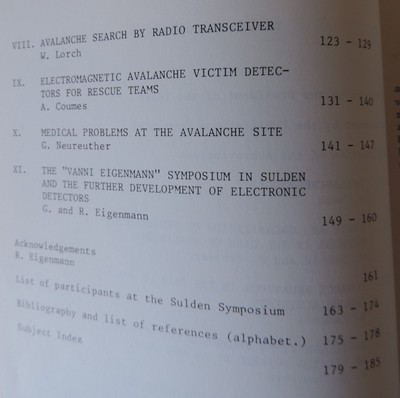 VIII. AVALANCHE SEARCH BY RADIO TRANSCEIVER
W. Lorch 123 - 129
IX. ELECTROMAGNETIC AVALANCHE VICTIM DETEC-
TORS FOR RESCUE TEAMS
A. Coumes 131 - 140
X. MEDICAL PROBLEMS AT THE AVALANCHE SITE
G. Neureuther 141 - 147
XI. THE "VANNI EIGENMANN" SYMPOSIUM IN SULDEN
AND THE FURTHER DEVELOPMENT OF ELECTRONIC
DETECTORS
G. and R. Eigenmann 149 - 160
Acknowledgements
R. Eigenmann 161
List of participants at the Sulden Symposium 163 - 174
Bibliography and list of references (alphabet.) 175 - 178
Subject Index 179 - 185